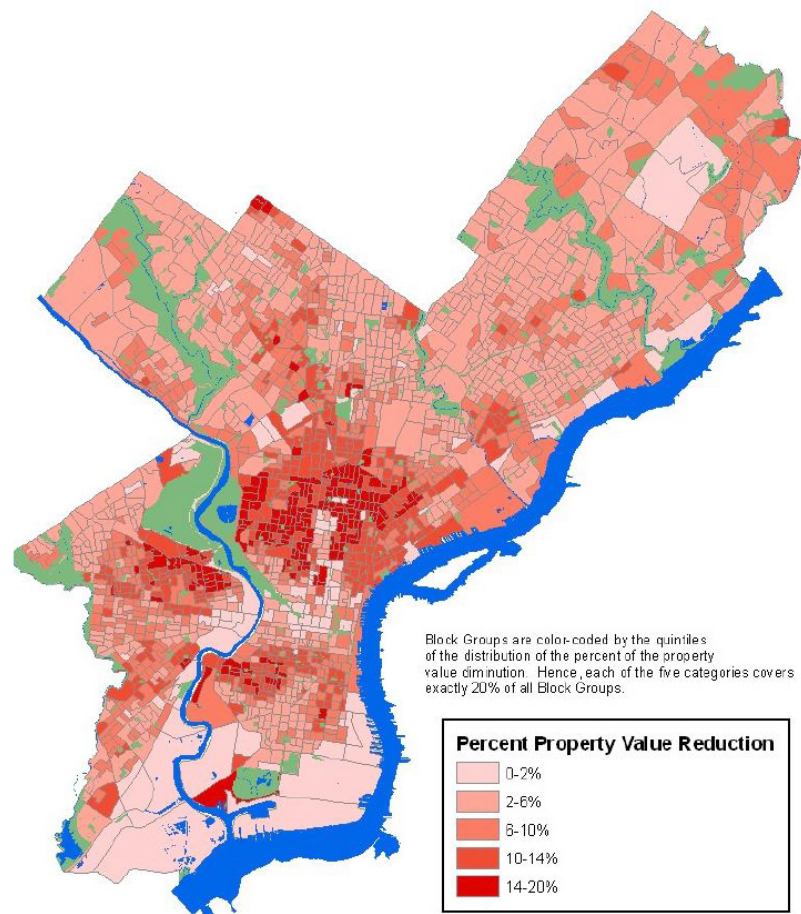 Block Groups are color-coded by the quintiles
of the distribution of the percent of the property
value diminution. Hence, each of the five categories covers
exactly 20% of all Block Groups.
Percent Property Value Reduction
0-2%
2-6%
6-10%
10-14%
14-20%